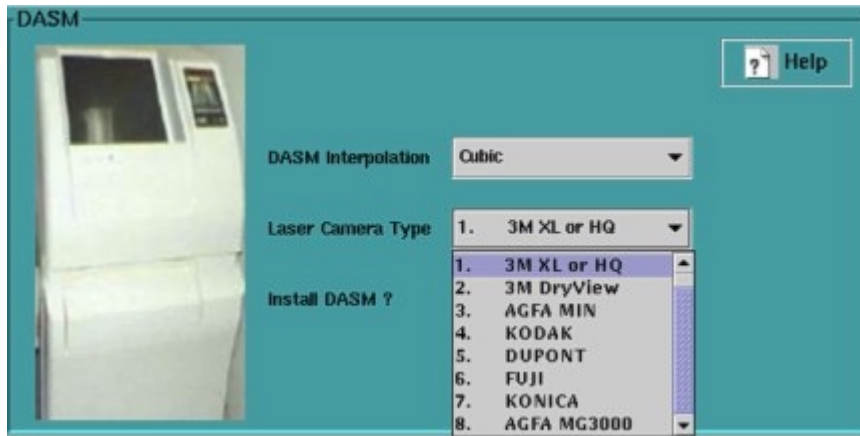 DASM
? Help
DASM Interpolation Cubic
Laser Camera Type 1. 3M XL or HQ
1. 3M XL or HQ
2. 3M DryView
Install DASM ?
3. AGFA MIN
4. KODAK
5. DUPONT
6. FUJI
7. KONICA
8. AGFA MG3000